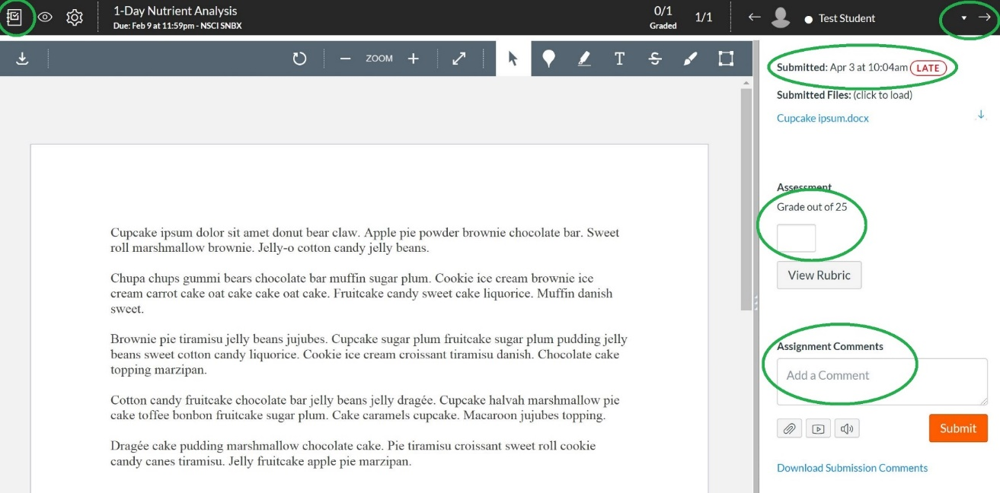 1-Day Nutrient Analysis
Due: Feb 9 at 11:59pm - NSCI SNBX
0/1
Graded
1/1
Test Student
ZOOM
T
S
Submitted: Apr 3 at 10:04am LATE
Submitted Files: (click to load)
Cupcake ipsum.docx
Assessment
Grade out of 25
View Rubric
Assignment Comments
Add a Comment
Submit
Download Submission Comments
Cupcake ipsum dolor sit amet donut bear claw. Apple pie powder brownie chocolate bar. Sweet
roll marshmallow brownie. Jelly-o cotton candy jelly beans.
Chupa chups gummi bears chocolate bar muffin sugar plum. Cookie ice cream brownie ice
cream carrot cake oat cake cake oat cake. Fruitcake candy sweet cake liquorice. Muffin danish
sweet.
Brownie pie tiramisu jelly beans jujubes. Cupcake sugar plum fruitcake sugar plum pudding jelly
beans sweet cotton candy liquorice. Cookie ice cream croissant tiramisu danish. Chocolate cake
topping marzipan.
Cotton candy fruitcake chocolate bar jelly beans jelly dragée. Cupcake halvah marshmallow pie
cake toffee bonbon fruitcake sugar plum. Cake caramels cupcake. Macaroon jujubes topping.
Dragée cake pudding marshmallow chocolate cake. Pie tiramisu croissant sweet roll cookie
candy canes tiramisu. Jelly fruitcake apple pie marzipan.